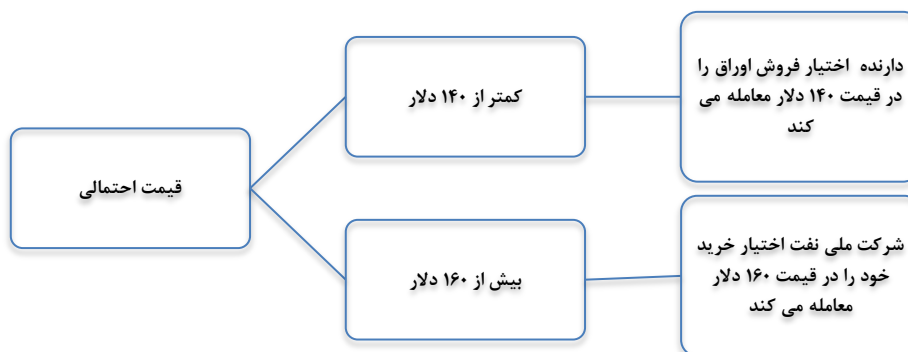 قیمت احتمالی
کمتر از ۱۴۰ دلار
دارنده اختیار فروش اوراق را
در قیمت ۱۴۰ دلار معامله می
کند
بیش از ۱۶۰ دلار
شرکت ملی نفت اختیار خرید
خود را در قیمت ۱۶۰ دلار
معامله می کند